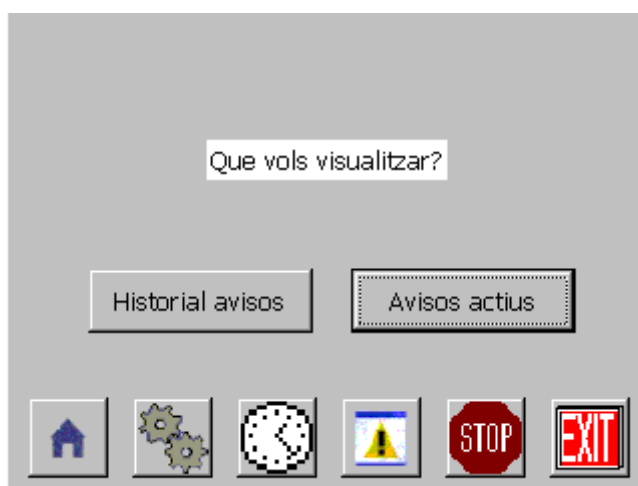 Que vols visualitzar?
Historial avisos
Avisos actius
STOP
EXIT